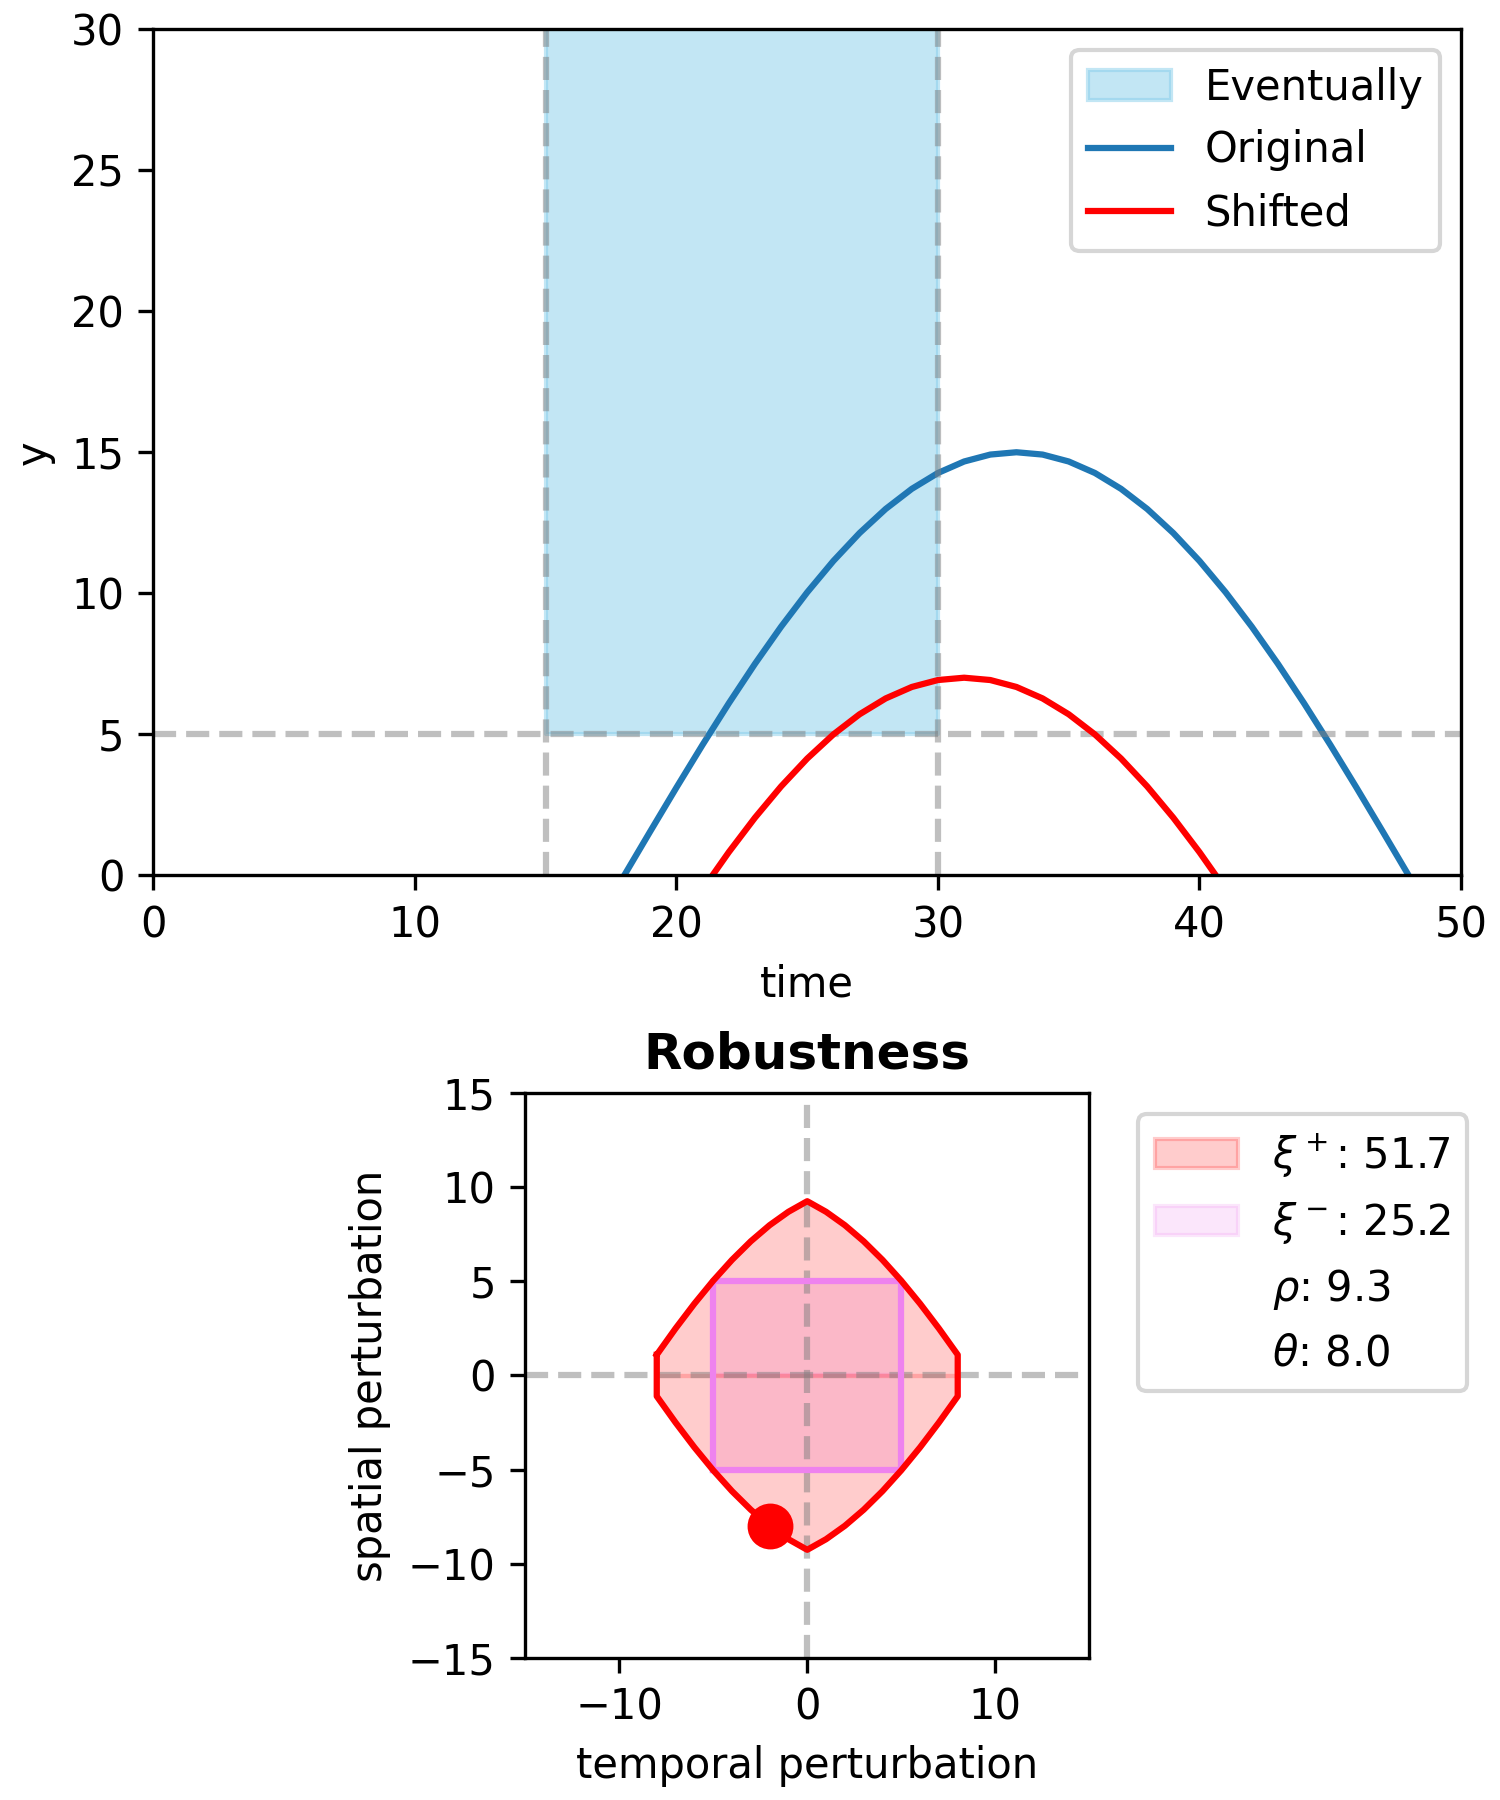 30
25
20
15
10
5
0
y
Eventually
Original
Shifted
0 10 20 30 40 50
time
Robustness
15
10
5
0
−5
−10
−15
spatial perturbation
−10 0 10
temporal perturbation
ξ⁺: 51.7
ξ⁻: 25.2
ρ: 9.3
θ: 8.0